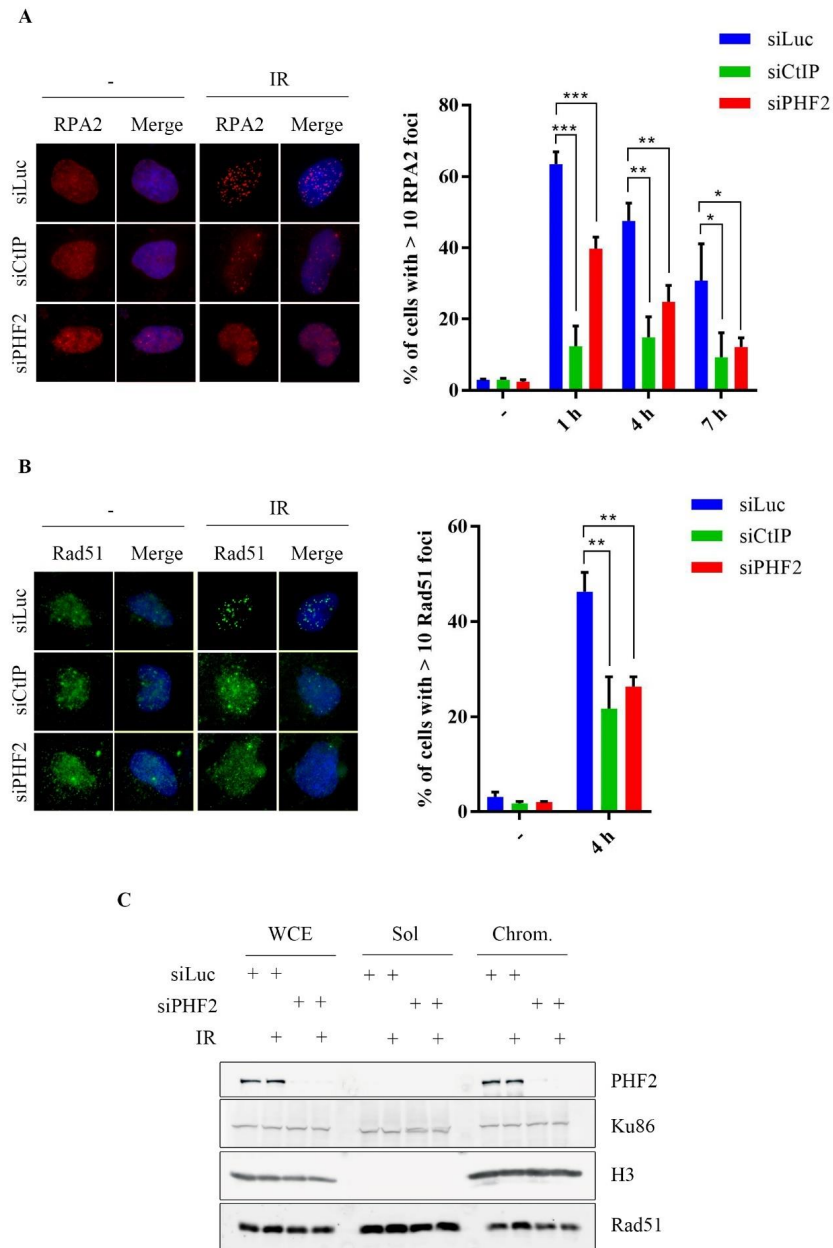 A
siLuc
siCtIP
siPHF2
- IR
RPA2 Merge RPA2 Merge
siLuc
siCtIP
siPHF2
% of cells with > 10 RPA2 foci
80
60
40
20
0
*** *** ** ** * *
- 1 h 4 h 7 h
B
siLuc
siCtIP
siPHF2
- IR
Rad51 Merge Rad51 Merge
siLuc
siCtIP
siPHF2
% of cells with > 10 Rad51 foci
60
40
20
0
** **
- 4 h
C
WCE Sol Chrom.
siLuc + + + + + +
siPHF2 + + + + + +
IR + + + + + +
PHF2
Ku86
H3
Rad51